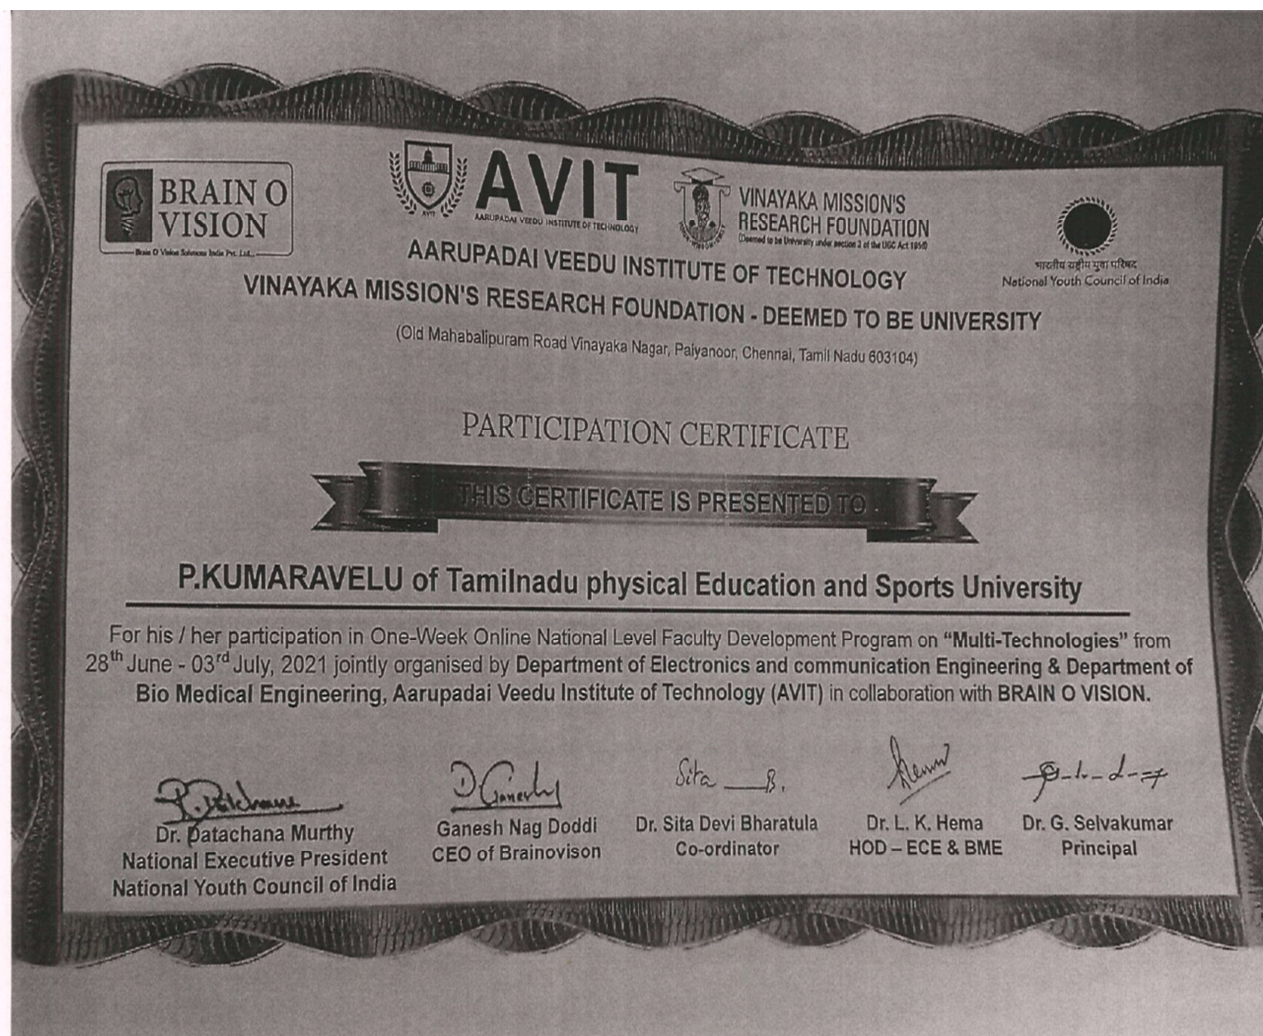 BRAIN O
VISION
Brain O Vision Solutions India Pvt. Ltd.,
AVIT
AVIT
AARUPADAI VEEDU INSTITUTE OF TECHNOLOGY
VINAYAKA MISSION'S
RESEARCH FOUNDATION
(Deemed to be University under section 3 of the UGC Act 1956)
भारतीय राष्ट्रीय युवा परिषद
National Youth Council of India
AARUPADAI VEEDU INSTITUTE OF TECHNOLOGY
VINAYAKA MISSION'S RESEARCH FOUNDATION - DEEMED TO BE UNIVERSITY
(Old Mahabalipuram Road Vinayaka Nagar, Paiyanoor, Chennai, Tamil Nadu 603104)
PARTICIPATION CERTIFICATE
THIS CERTIFICATE IS PRESENTED TO
P.KUMARAVELU of Tamilnadu physical Education and Sports University
For his / her participation in One-Week Online National Level Faculty Development Program on “Multi-Technologies” from
28th June - 03rd July, 2021 jointly organised by Department of Electronics and communication Engineering & Department of
Bio Medical Engineering, Aarupadai Veedu Institute of Technology (AVIT) in collaboration with BRAIN O VISION.
Sita B.
Dr. Datachana Murthy
National Executive President
National Youth Council of India
Ganesh Nag Doddi
CEO of Brainovison
Dr. Sita Devi Bharatula
Co-ordinator
Dr. L. K. Hema
HOD – ECE & BME
Dr. G. Selvakumar
Principal